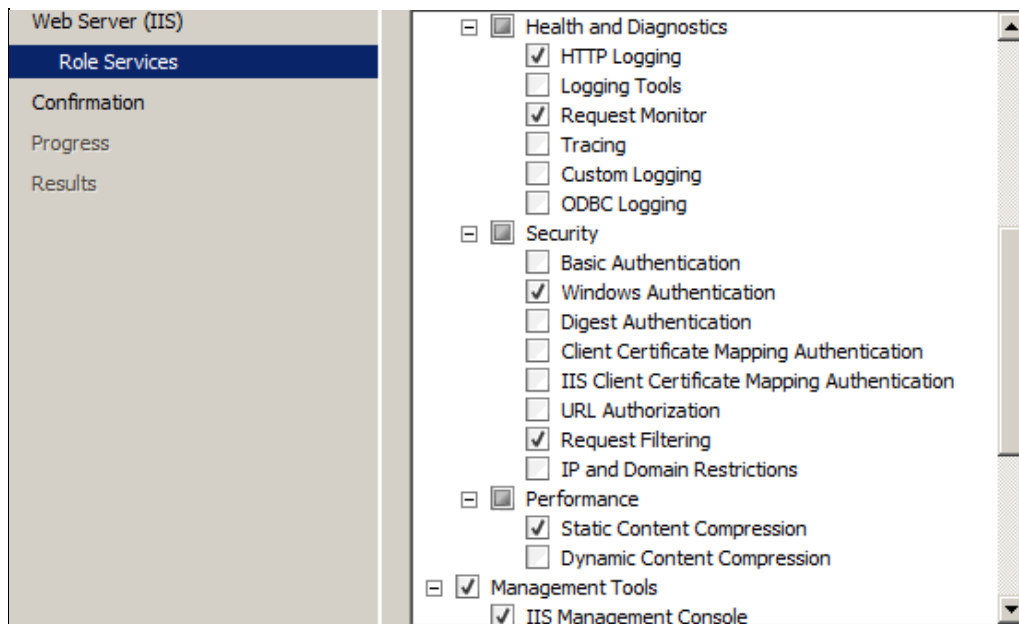 Web Server (IIS)
Role Services
Confirmation
Progress
Results
Health and Diagnostics
HTTP Logging
Logging Tools
Request Monitor
Tracing
Custom Logging
ODBC Logging
Security
Basic Authentication
Windows Authentication
Digest Authentication
Client Certificate Mapping Authentication
IIS Client Certificate Mapping Authentication
URL Authorization
Request Filtering
IP and Domain Restrictions
Performance
Static Content Compression
Dynamic Content Compression
Management Tools
IIS Management Console